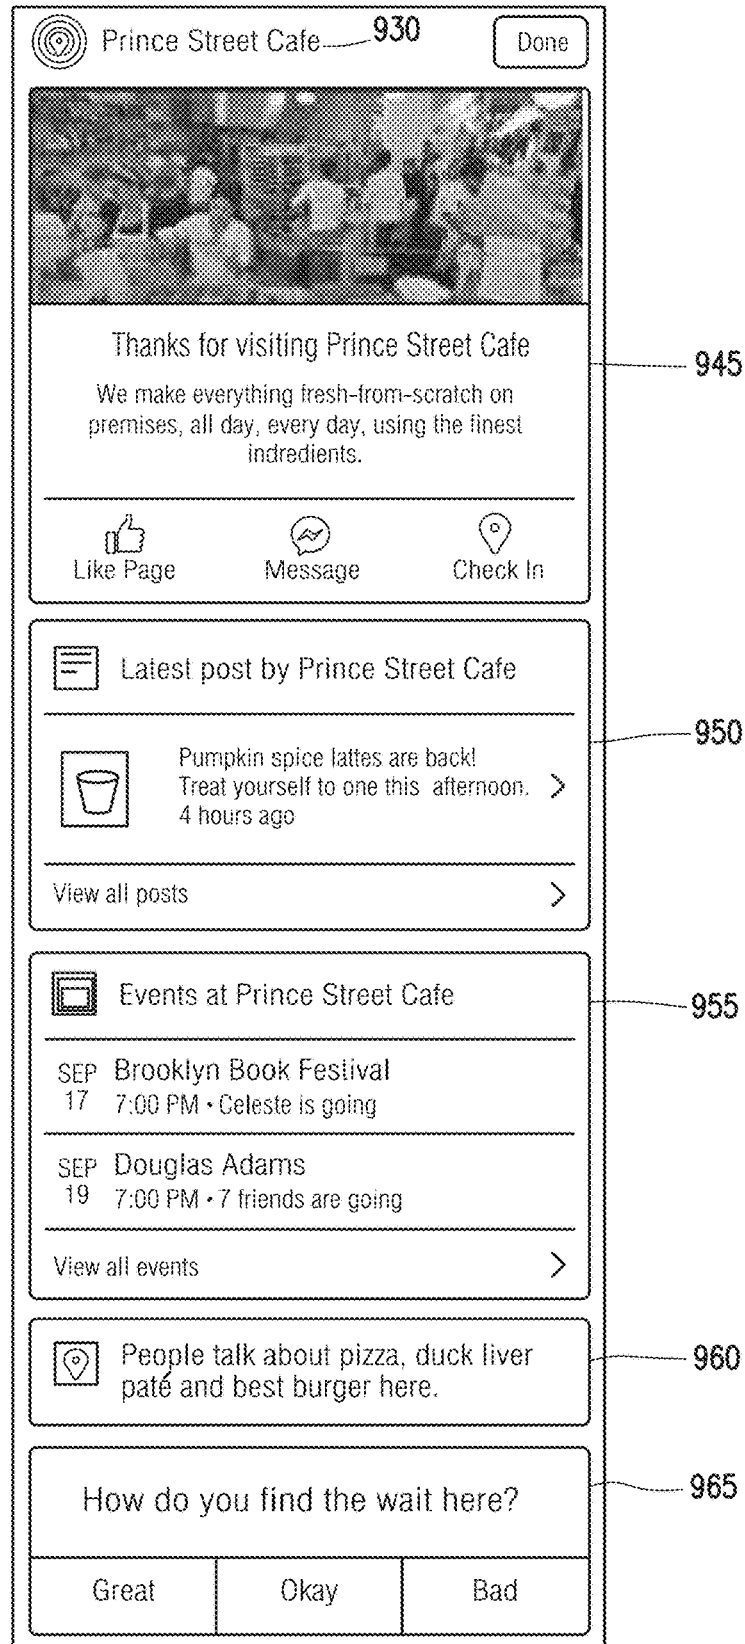 Prince Street Cafe
930
Done
Thanks for visiting Prince Street Cafe
945
We make everything fresh-from-scratch on
premises, all day, every day, using the finest
indredients.
Like Page
Message
Check In
Latest post by Prince Street Cafe
950
Pumpkin spice lattes are back!
Treat yourself to one this afternoon.
4 hours ago
View all posts
Events at Prince Street Cafe
955
SEP
17
Brooklyn Book Festival
7:00 PM • Celeste is going
SEP
19
Douglas Adams
7:00 PM • 7 friends are going
View all events
People talk about pizza, duck liver
paté and best burger here.
960
How do you find the wait here?
965
Great
Okay
Bad